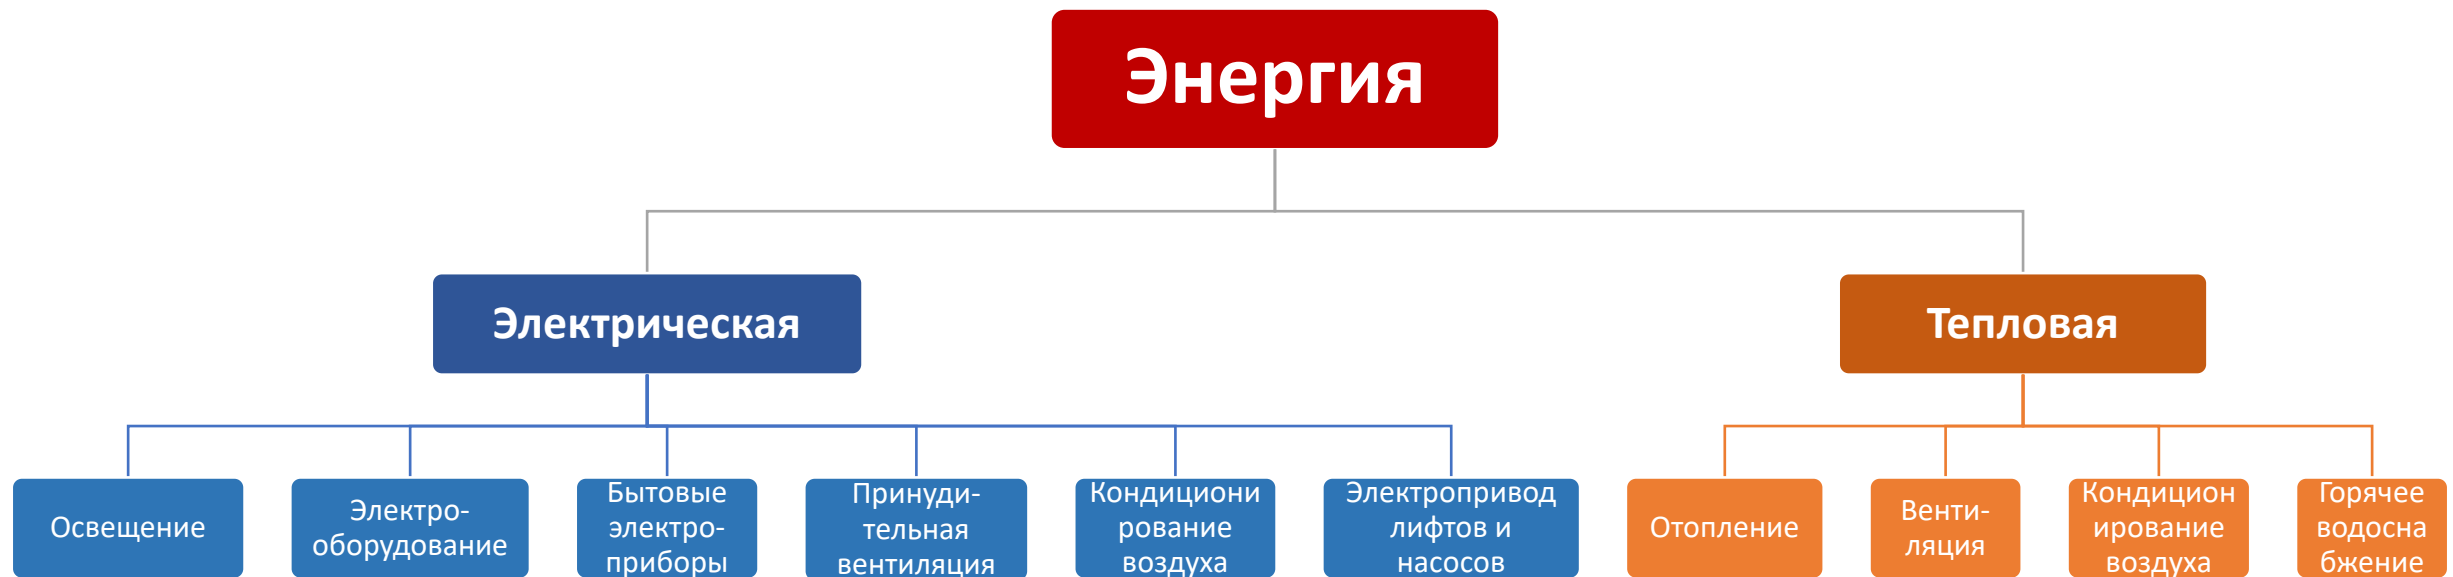 Энергия
Электрическая
Тепловая
Освещение
Электро-
оборудование
Бытовые
электро-
приборы
Принуди-
тельная
вентиляция
Кондициони
рование
воздуха
Электропривод
лифтов и
насосов
Отопление
Венти-
ляция
Кондицион
ирование
воздуха
Горячее
водосна
бжение